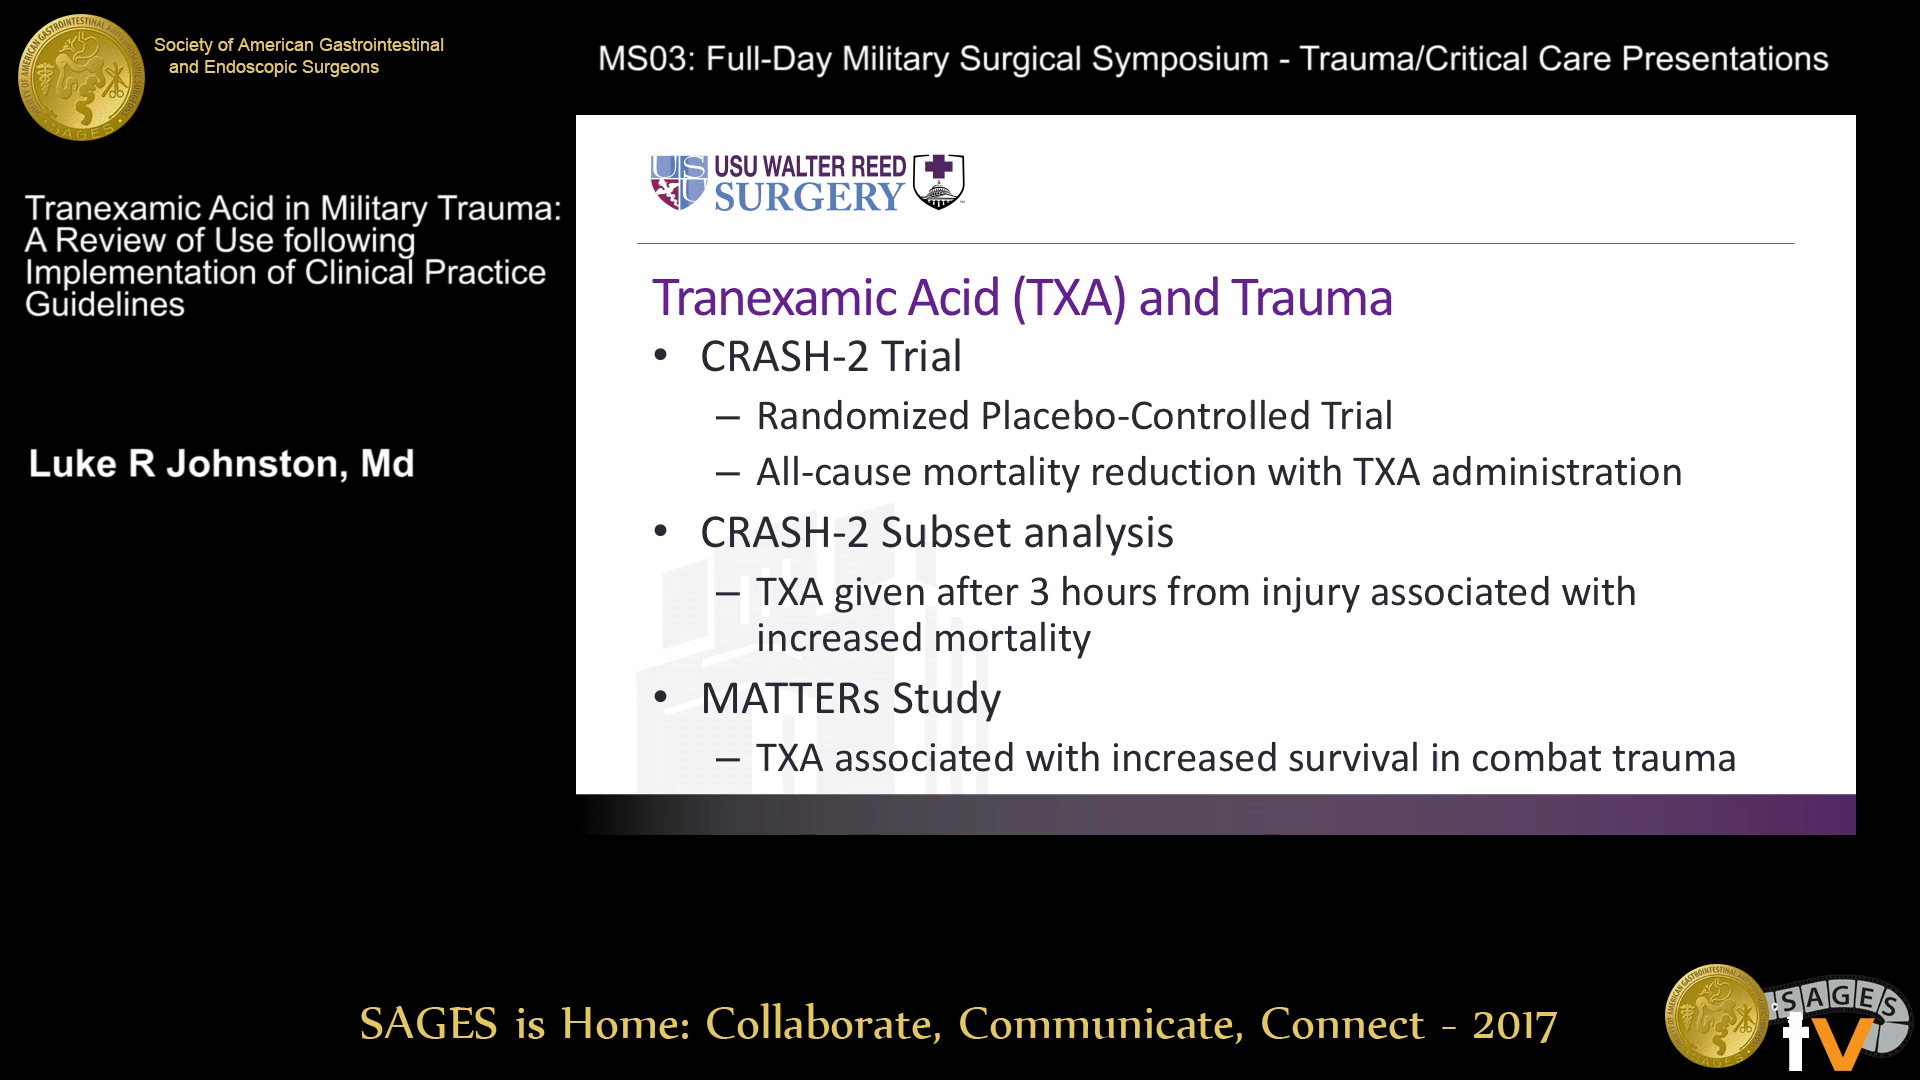 Society of American Gastrointestinal
and Endoscopic Surgeons
MS03: Full-Day Military Surgical Symposium - Trauma/Critical Care Presentations
Tranexamic Acid in Military Trauma:
A Review of Use following
Implementation of Clinical Practice
Guidelines
Luke R Johnston, Md
USU WALTER REED
SURGERY
Tranexamic Acid (TXA) and Trauma
• CRASH-2 Trial
– Randomized Placebo-Controlled Trial
– All-cause mortality reduction with TXA administration
• CRASH-2 Subset analysis
– TXA given after 3 hours from injury associated with
increased mortality
• MATTERs Study
– TXA associated with increased survival in combat trauma
SAGES is Home: Collaborate, Communicate, Connect - 2017
SAGES
tv